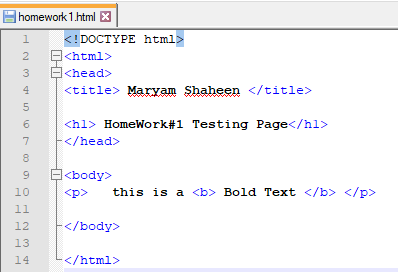 homework1.html
1 <!DOCTYPE html>
2 <html>
3 <head>
4 <title> Maryam Shaheen </title>
5
6 <h1> HomeWork#1 Testing Page</h1>
7 </head>
8
9 <body>
10 <p>   this is a <b> Bold Text </b> </p>
11
12 </body>
13
14 </html>